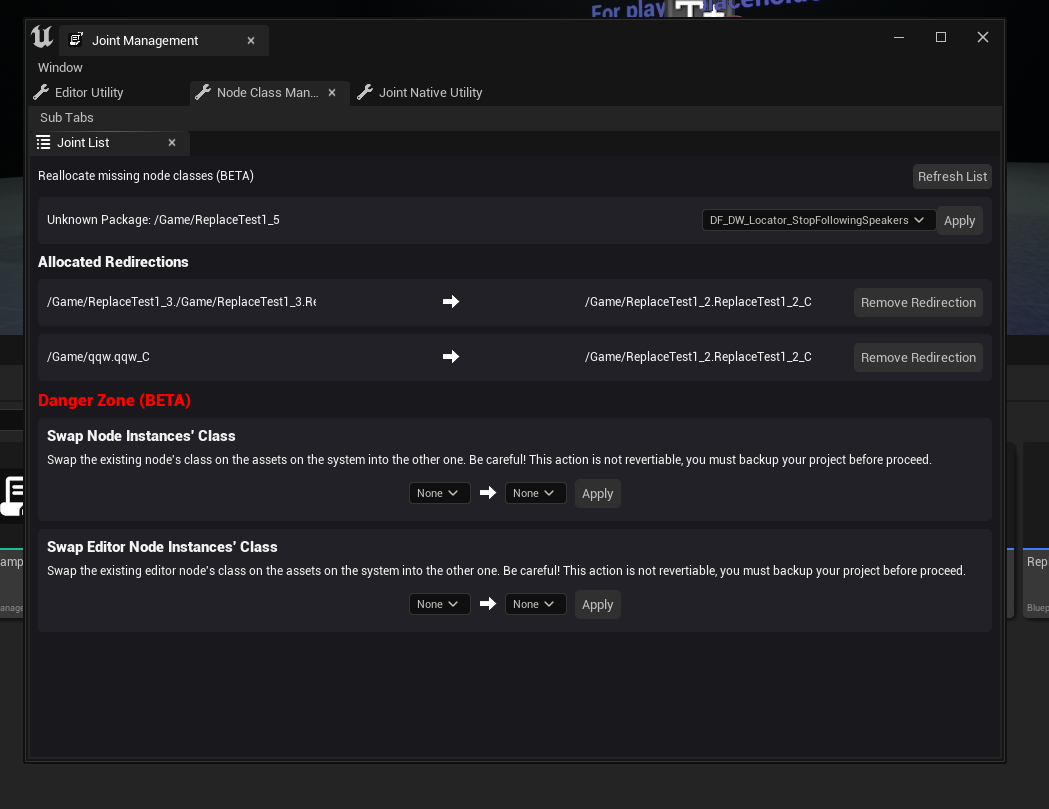 For play
Joint Management
Window
Editor Utility
Node Class Man...
Joint Native Utility
Sub Tabs
Joint List
Reallocate missing node classes (BETA)
Refresh List
Unknown Package: /Game/ReplaceTest1_5
DF_DW_Locator_StopFollowingSpeakers
Apply
Allocated Redirections
/Game/ReplaceTest1_3./Game/ReplaceTest1_3.Re
/Game/ReplaceTest1_2.ReplaceTest1_2_C
Remove Redirection
/Game/qqw.qqw_C
/Game/ReplaceTest1_2.ReplaceTest1_2_C
Remove Redirection
Danger Zone (BETA)
Swap Node Instances' Class
Swap the existing node's class on the assets on the system into the other one. Be careful! This action is not revertiable, you must backup your project before proceed.
None
None
Apply
Swap Editor Node Instances' Class
Swap the existing editor node's class on the assets on the system into the other one. Be careful! This action is not revertiable, you must backup your project before proceed.
None
None
Apply
amp
Rep
anage
Bluep